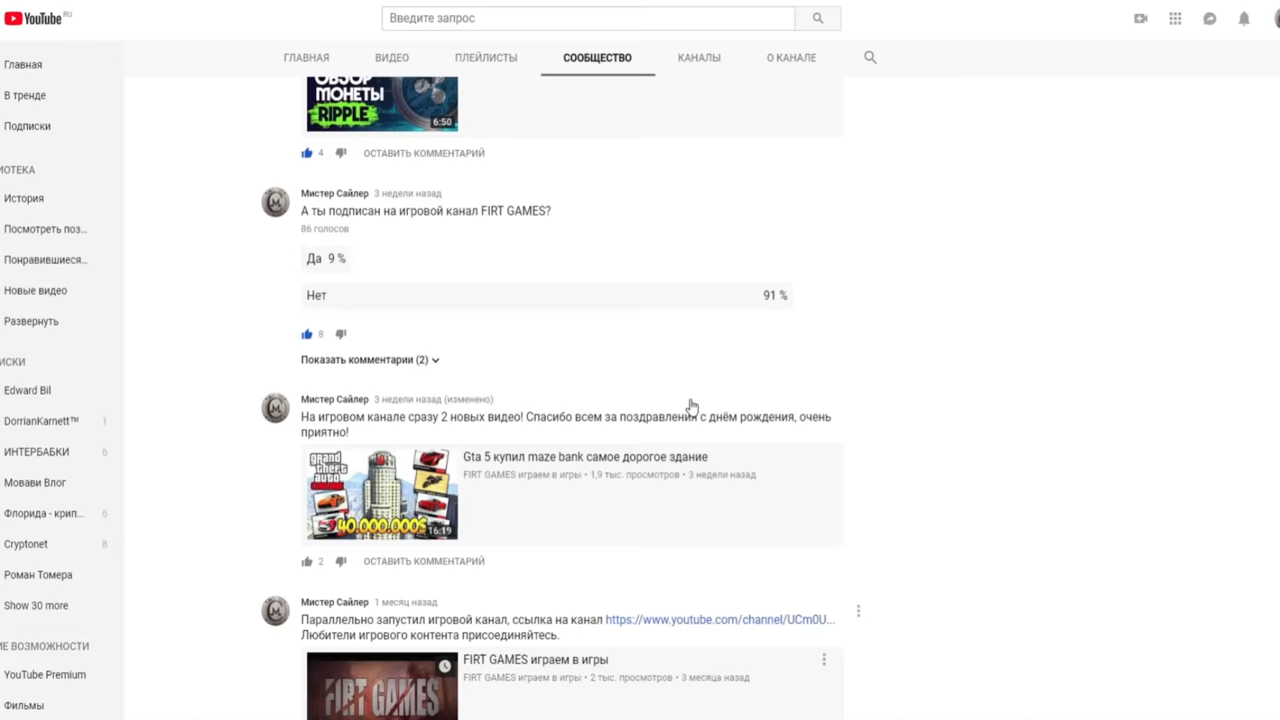 YouTube RU
Введите запрос
ГЛАВНАЯ ВИДЕО ПЛЕЙЛИСТЫ СООБЩЕСТВО КАНАЛЫ О КАНАЛЕ
Главная
В тренде
Подписки
ИОТЕКА
История
Посмотреть поз...
Понравившиеся...
Новые видео
Развернуть
ИСКИ
Edward Bil
DorrianKarnett™ 1
ИНТЕРБАБКИ 6
Мовави Влог
Флорида - крип... 6
Cryptonet 8
Роман Томера
Show 30 more
ИЕ ВОЗМОЖНОСТИ
YouTube Premium
Фильмы
ОБЗОР
МОНЕТЫ
RIPPLE
6:50
4 ОСТАВИТЬ КОММЕНТАРИЙ
Мистер Сайлер 3 недели назад
А ты подписан на игровой канал FIRT GAMES?
86 голосов
Да 9 %
Нет 91 %
8
Показать комментарии (2)
Мистер Сайлер 3 недели назад (изменено)
На игровом канале сразу 2 новых видео! Спасибо всем за поздравления с днём рождения, очень
приятно!
grand
theft
auto
40.000.000$
16:19
Gta 5 купил maze bank самое дорогое здание
FIRT GAMES играем в игры • 1,9 тыс. просмотров • 3 недели назад
2 ОСТАВИТЬ КОММЕНТАРИЙ
Мистер Сайлер 1 месяц назад
Параллельно запустил игровой канал, ссылка на канал https://www.youtube.com/channel/UCm0U...
Любители игрового контента присоединяйтесь.
FIRT GAMES
FIRT GAMES играем в игры
FIRT GAMES играем в игры • 2 тыс. просмотров • 3 месяца назад